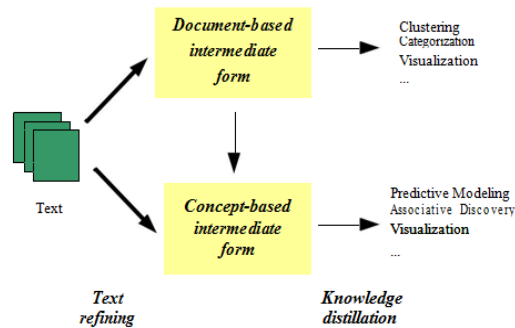 Document-based
intermediate
form
Clustering
Categorization
Visualization
...
Text
Concept-based
intermediate
form
Predictive Modeling
Associative Discovery
Visualization
...
Text
refining
Knowledge
distillation